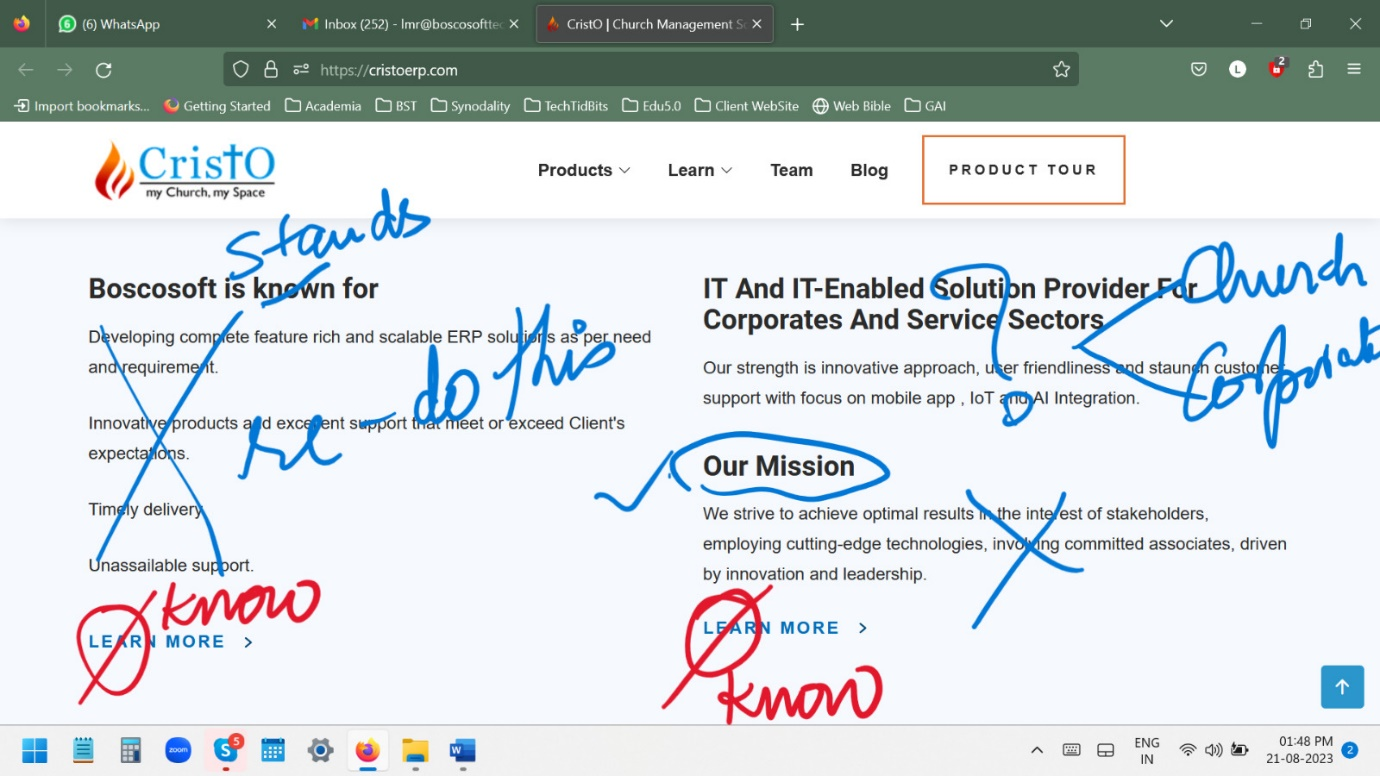 (6) WhatsApp
Inbox (252) - lmr@boscosofttec
CristO | Church Management So
https://cristoerp.com
L
2
Import bookmarks...
Getting Started
Academia
BST
Synodality
TechTidBits
Edu5.0
Client WebSite
Web Bible
GAI
CristO
my Church, my Space
Products
Learn
Team
Blog
PRODUCT TOUR
stands
Boscosoft is known for
Developing complete feature rich and scalable ERP solutions as per need
and requirement.
Innovative products and excellent support that meet or exceed Client's
expectations.
re-do this
Timely delivery
Unassailable support.
know
LEARN MORE >
IT And IT-Enabled Solution Provider For
Corporates And Service Sectors
?
Church
Corporate
Our strength is innovative approach, user friendliness and staunch customer
support with focus on mobile app , IoT and AI Integration.
Our Mission
We strive to achieve optimal results in the interest of stakeholders,
employing cutting-edge technologies, involving committed associates, driven
by innovation and leadership.
LEARN MORE >
know
zoom
5
ENG
IN
01:48 PM
21-08-2023
2